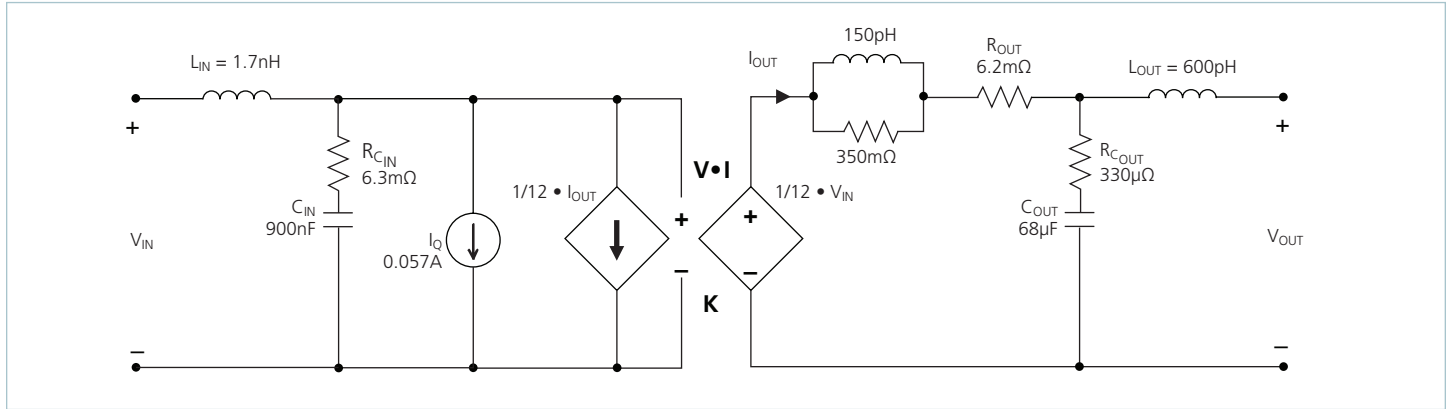 L_IN = 1.7nH
+
R_C_IN
6.3mΩ
C_IN
900nF
V_IN
I_Q
0.057A
–
1/12 • I_OUT
V•I
+
–
K
1/12 • V_IN
+
–
I_OUT
150pH
350mΩ
R_OUT
6.2mΩ
L_OUT = 600pH
+
R_C_OUT
330µΩ
C_OUT
68µF
V_OUT
–